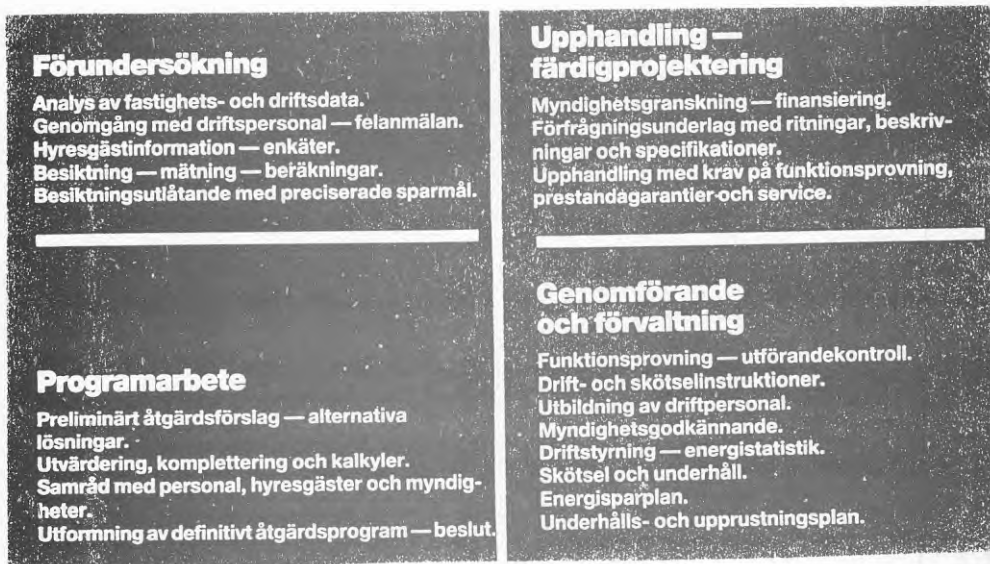 Förundersökning
Analys av fastighets- och driftsdata.
Genomgång med driftspersonal — felanmälan.
Hyresgästinformation — enkäter.
Besiktning — mätning — beräkningar.
Besiktningsutlåtande med preciserade sparmål.
Programarbete
Preliminärt åtgärdsförslag — alternativa
lösningar.
Utvärdering, komplettering och kalkyler.
Samråd med personal, hyresgäster och myndig-
heter.
Utformning av definitivt åtgärdsprogram — beslut.
Upphandling —
färdigprojektering
Myndighetsgranskning — finansiering.
Förfrågningsunderlag med ritningar, beskriv-
ningar och specifikationer.
Upphandling med krav på funktionsprovning,
prestandagarantier och service.
Genomförande
och förvaltning
Funktionsprovning — utförandekontroll.
Drift- och skötselinstruktioner.
Utbildning av driftpersonal.
Myndighetsgodkännande.
Driftstyrning — energistatistik.
Skötsel och underhåll.
Energisparplan.
Underhålls- och upprustningsplan.